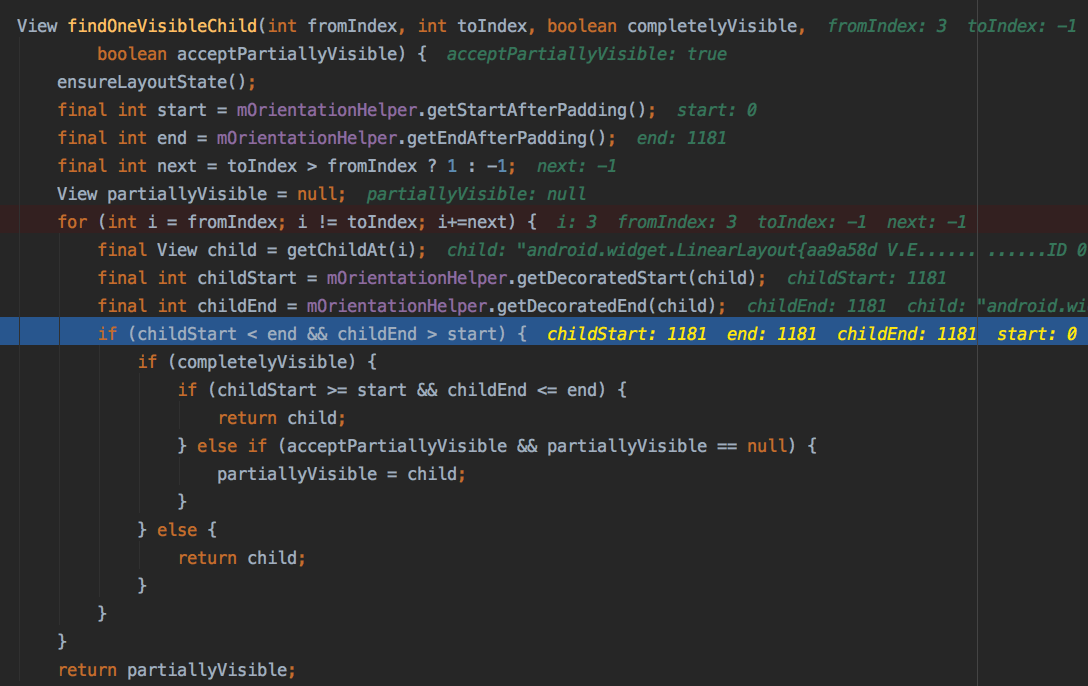 View findOneVisibleChild(int fromIndex, int toIndex, boolean completelyVisible,  fromIndex: 3  toIndex: -1
        boolean acceptPartiallyVisible) {  acceptPartiallyVisible: true
    ensureLayoutState();
    final int start = mOrientationHelper.getStartAfterPadding();  start: 0
    final int end = mOrientationHelper.getEndAfterPadding();  end: 1181
    final int next = toIndex > fromIndex ? 1 : -1;  next: -1
    View partiallyVisible = null;  partiallyVisible: null
    for (int i = fromIndex; i != toIndex; i+=next) {  i: 3  fromIndex: 3  toIndex: -1  next: -1
        final View child = getChildAt(i);  child: "android.widget.LinearLayout{aa9a58d V.E...... ......ID 0
        final int childStart = mOrientationHelper.getDecoratedStart(child);  childStart: 1181
        final int childEnd = mOrientationHelper.getDecoratedEnd(child);  childEnd: 1181  child: "android.wi
        if (childStart < end && childEnd > start) {  childStart: 1181  end: 1181  childEnd: 1181  start: 0
            if (completelyVisible) {
                if (childStart >= start && childEnd <= end) {
                    return child;
                } else if (acceptPartiallyVisible && partiallyVisible == null) {
                    partiallyVisible = child;
                }
            } else {
                return child;
            }
        }
    }
    return partiallyVisible;